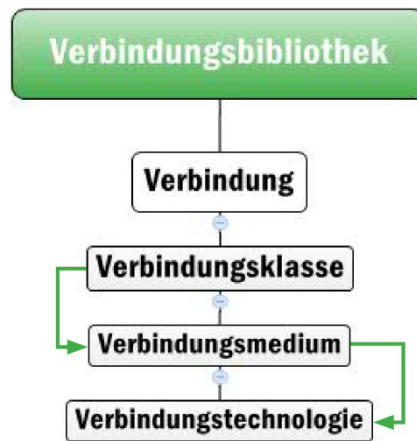 Verbindungsbibliothek
Verbindung
Verbindungsklasse
Verbindungsmedium
Verbindungstechnologie